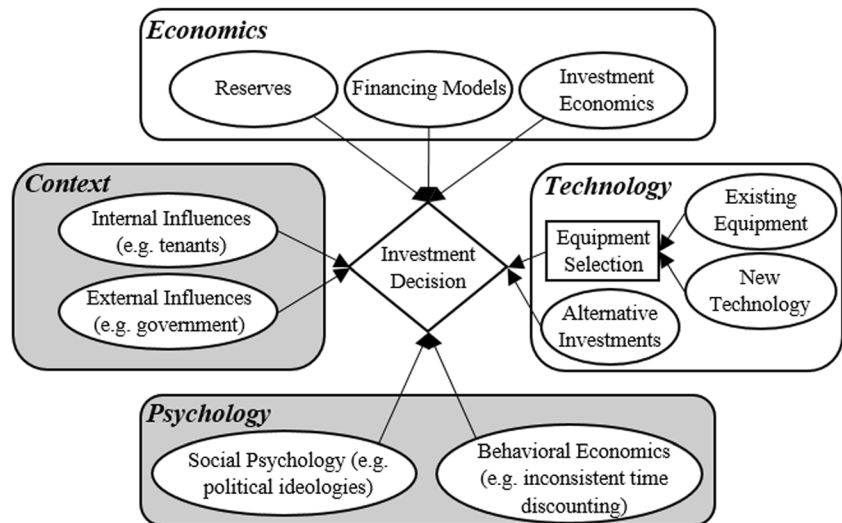 Economics
Reserves
Financing Models
Investment
Economics
Context
Internal Influences
(e.g. tenants)
External Influences
(e.g. government)
Investment
Decision
Technology
Equipment
Selection
Existing
Equipment
New
Technology
Alternative
Investments
Psychology
Social Psychology (e.g.
political ideologies)
Behavioral Economics
(e.g. inconsistent time
discounting)